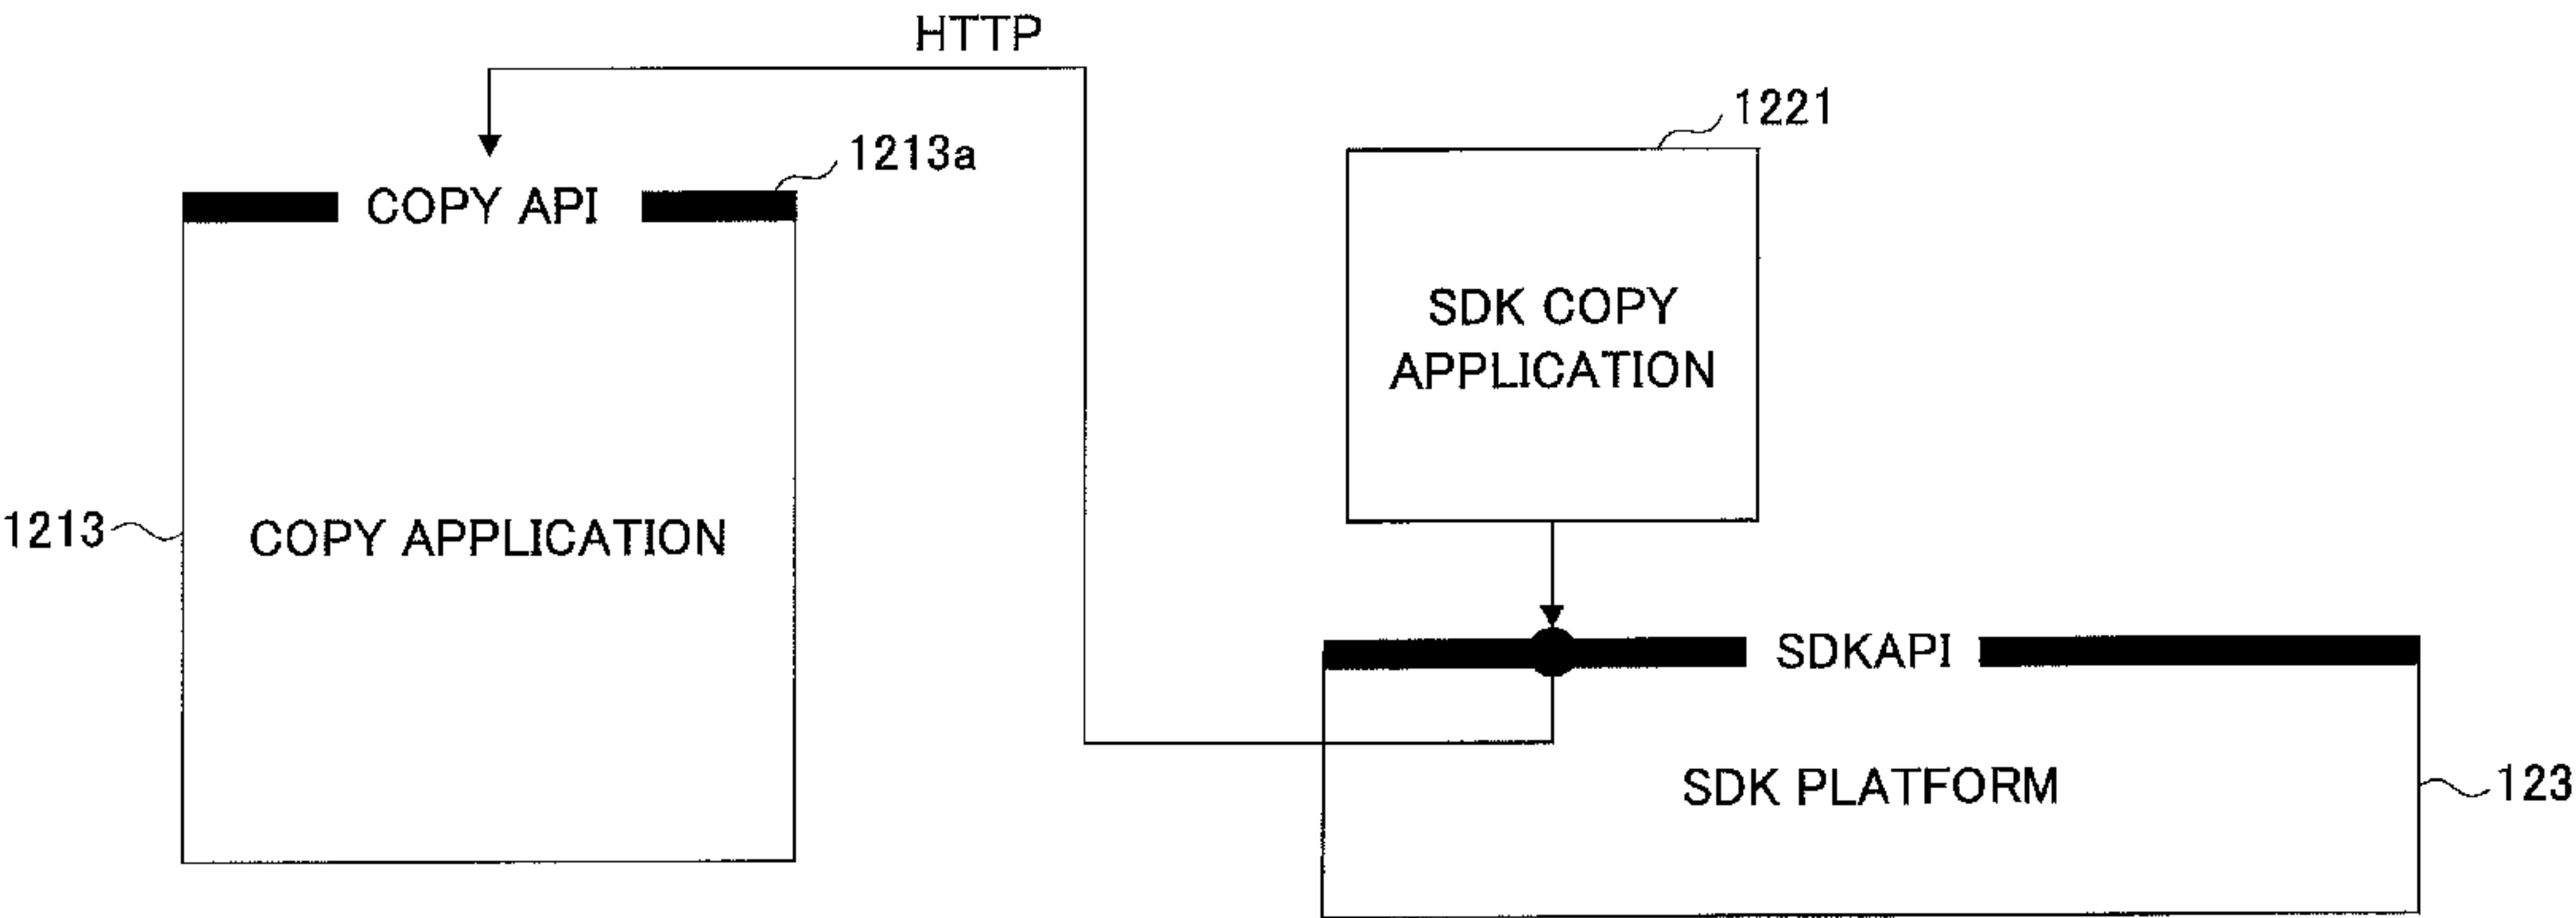 HTTP
1221
1213a
COPY API
SDK COPY
APPLICATION
1213
COPY APPLICATION
SDKAPI
SDK PLATFORM
123